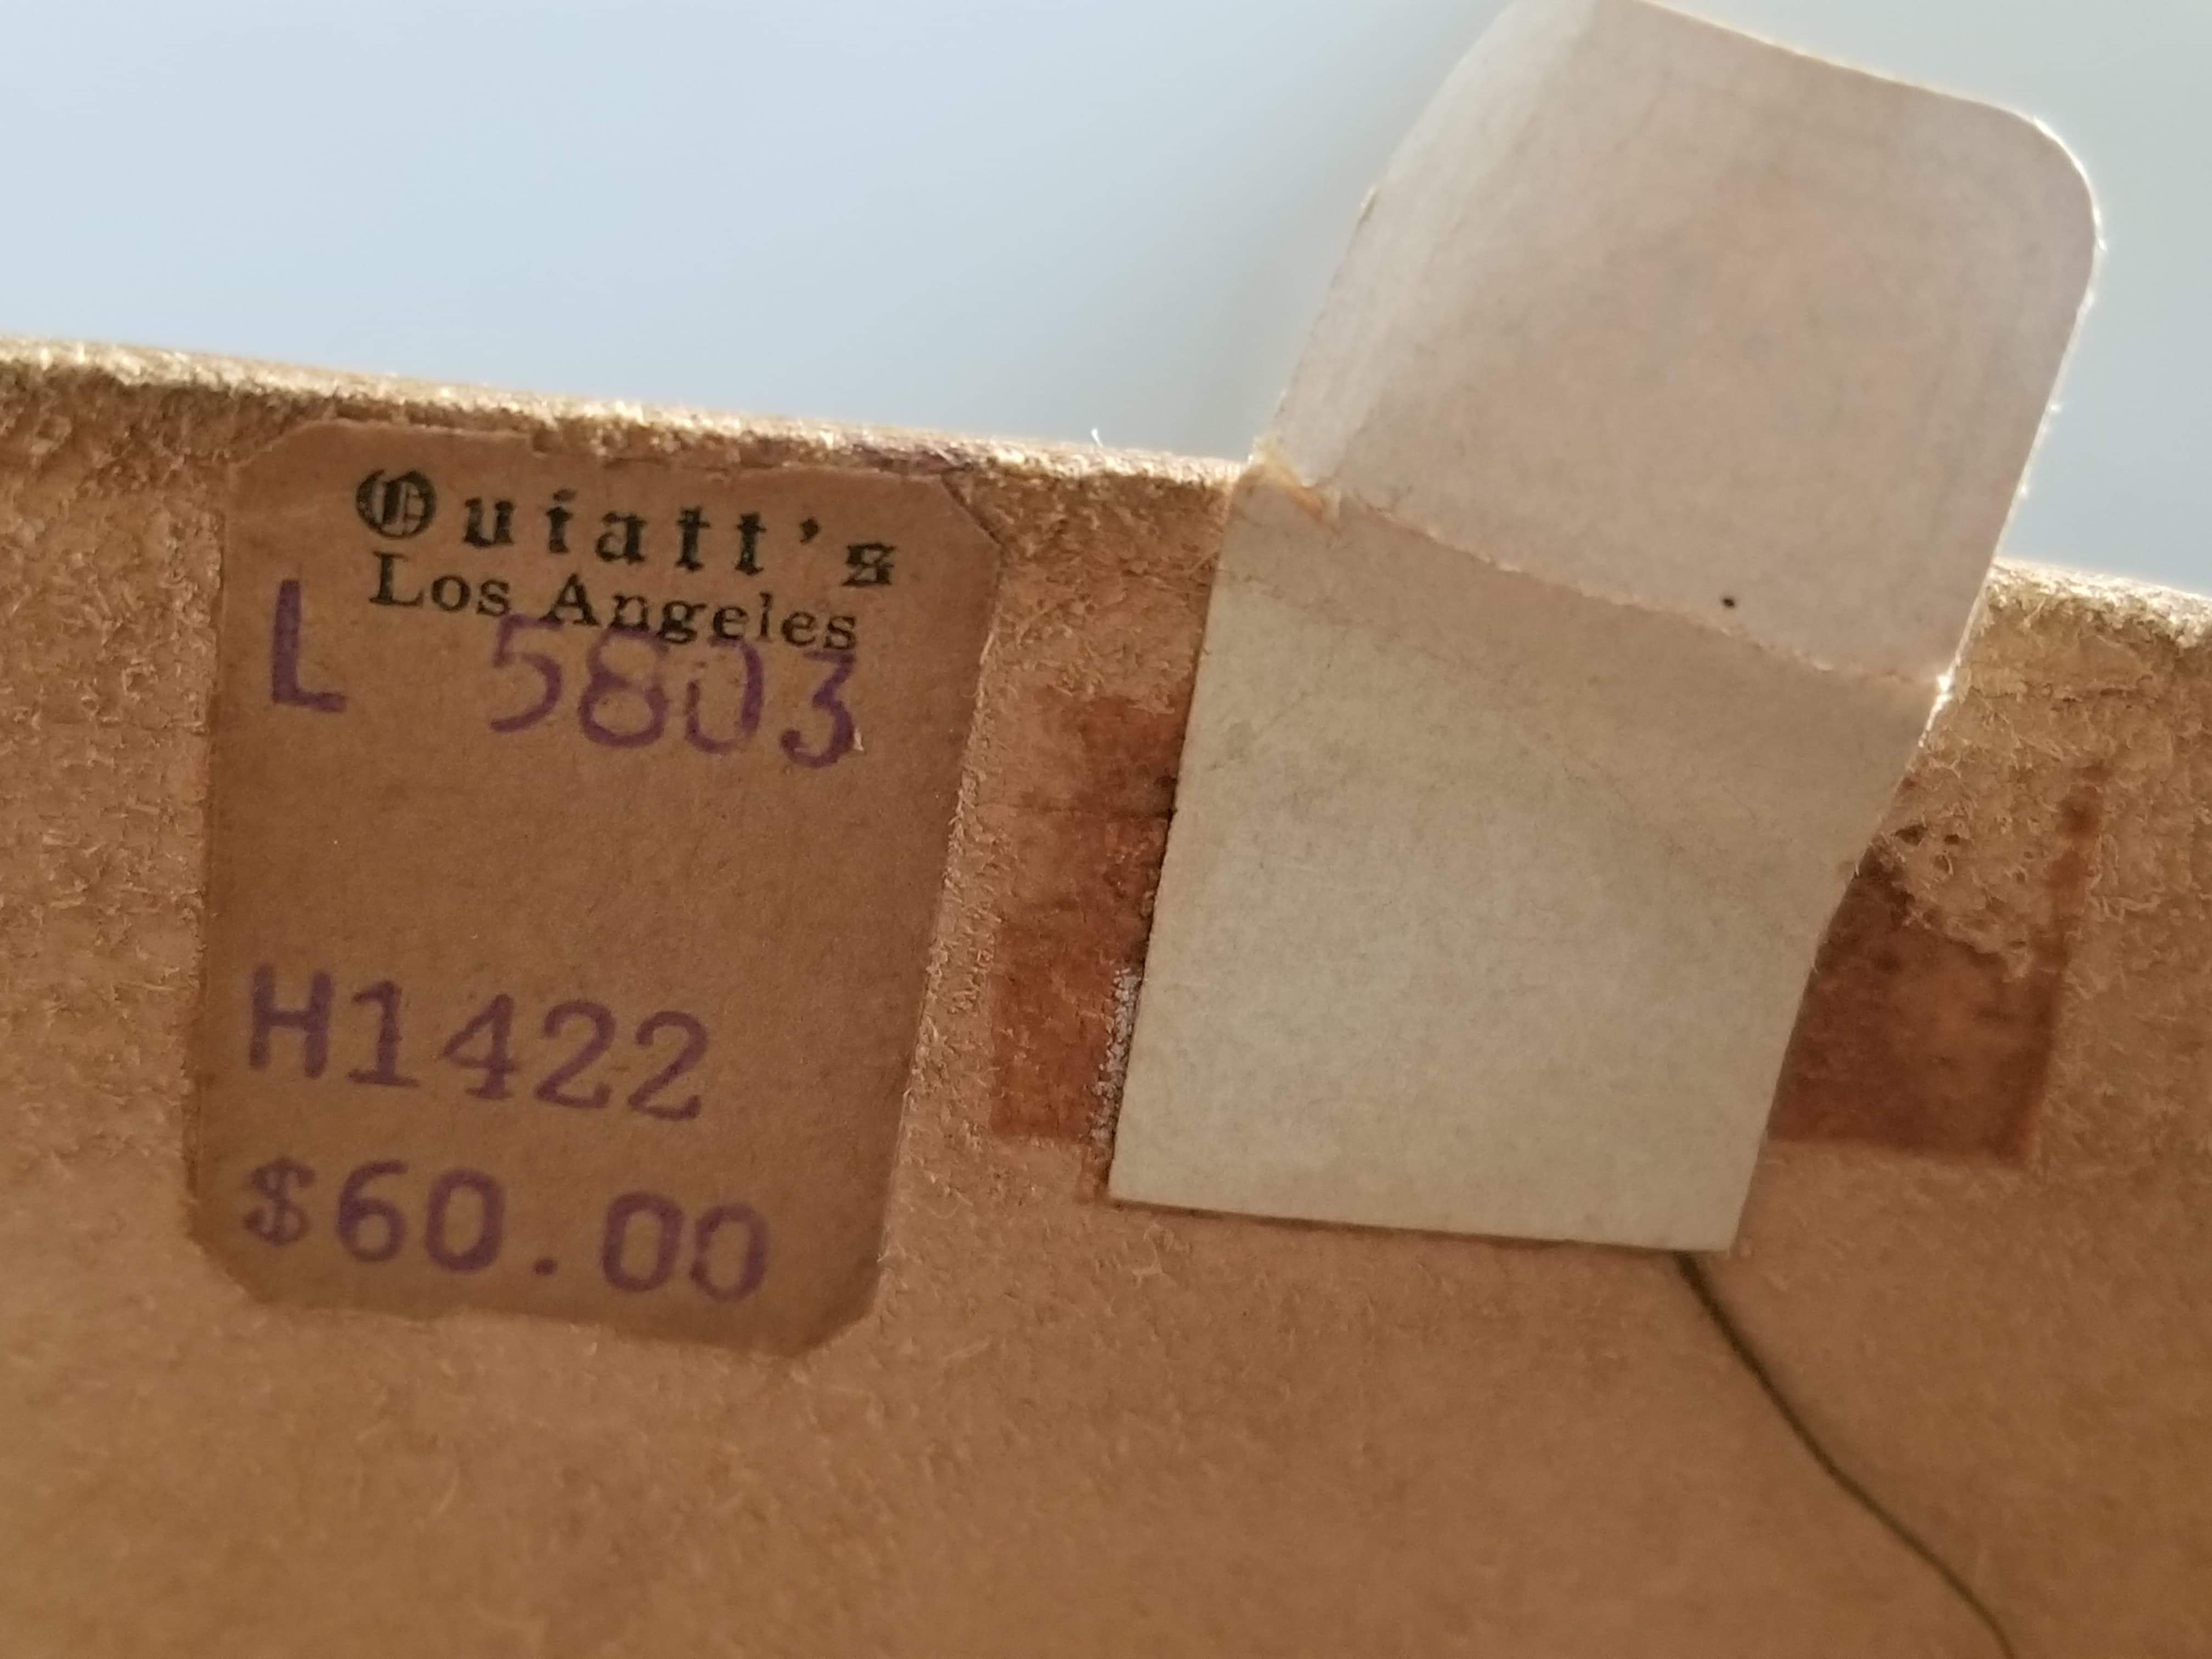 Ouiatt's
Los Angeles
L 5803
H1422
$60.00